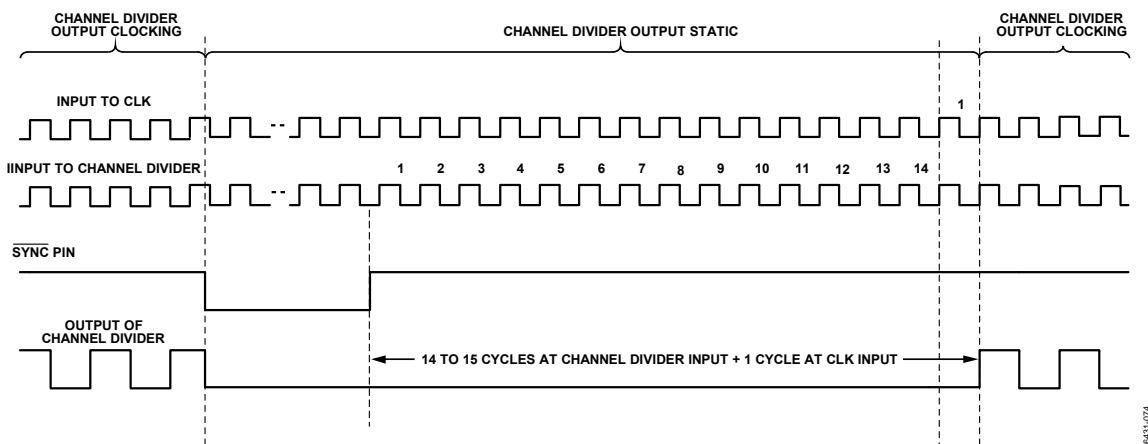 CHANNEL DIVIDER
OUTPUT CLOCKING
CHANNEL DIVIDER OUTPUT STATIC
CHANNEL DIVIDER
OUTPUT CLOCKING
INPUT TO CLK
1
IINPUT TO CHANNEL DIVIDER
1 2 3 4 5 6 7 8 9 10 11 12 13 14
SYNC PIN
OUTPUT OF
CHANNEL DIVIDER
14 TO 15 CYCLES AT CHANNEL DIVIDER INPUT + 1 CYCLE AT CLK INPUT